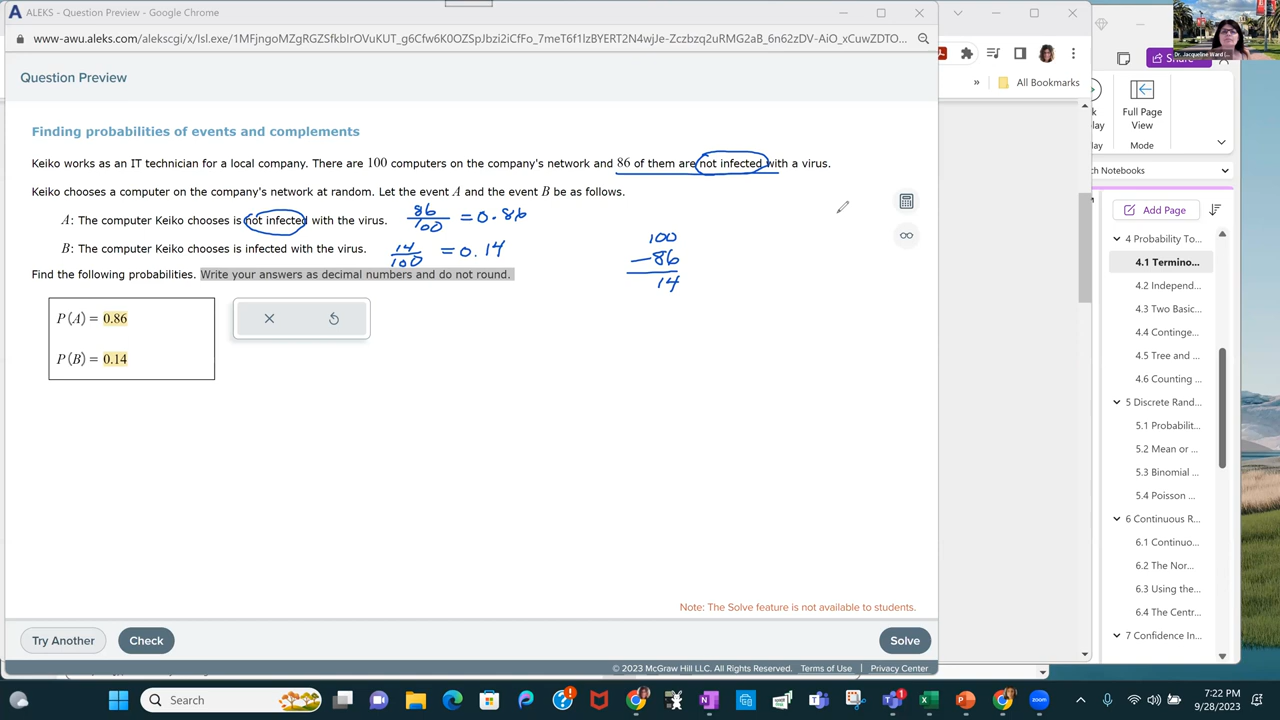 ALEKS - Question Preview - Google Chrome
Question Preview
Finding probabilities of events and complements
Keiko works as an IT technician for a local company. There are 100 computers on the company's network and 86 of them are not infected with a virus.
Keiko chooses a computer on the company's network at random. Let the event A and the event B be as follows.
A: The computer Keiko chooses is not infected with the virus.
86/100 = 0.86
B: The computer Keiko chooses is infected with the virus.
14/100 = 0.14
100
-86
14
Find the following probabilities. Write your answers as decimal numbers and do not round.
P(A) = 0.86
P(B) = 0.14
Note: The Solve feature is not available to students.
Try Another
Check
Solve
© 2023 McGraw Hill LLC. All Rights Reserved. Terms of Use | Privacy Center
All Bookmarks
Full Page
View
Mode
Add Page
4 Probability To...
4.1 Termino...
4.2 Independ...
4.3 Two Basic...
4.4 Continge...
4.5 Tree and ...
4.6 Counting ...
5 Discrete Rand...
5.1 Probabilit...
5.2 Mean or ...
5.3 Binomial ...
5.4 Poisson ...
6 Continuous R...
6.1 Continuo...
6.2 The Nor...
6.3 Using the...
6.4 The Centr...
7 Confidence In...
Search
7:22 PM
9/28/2023